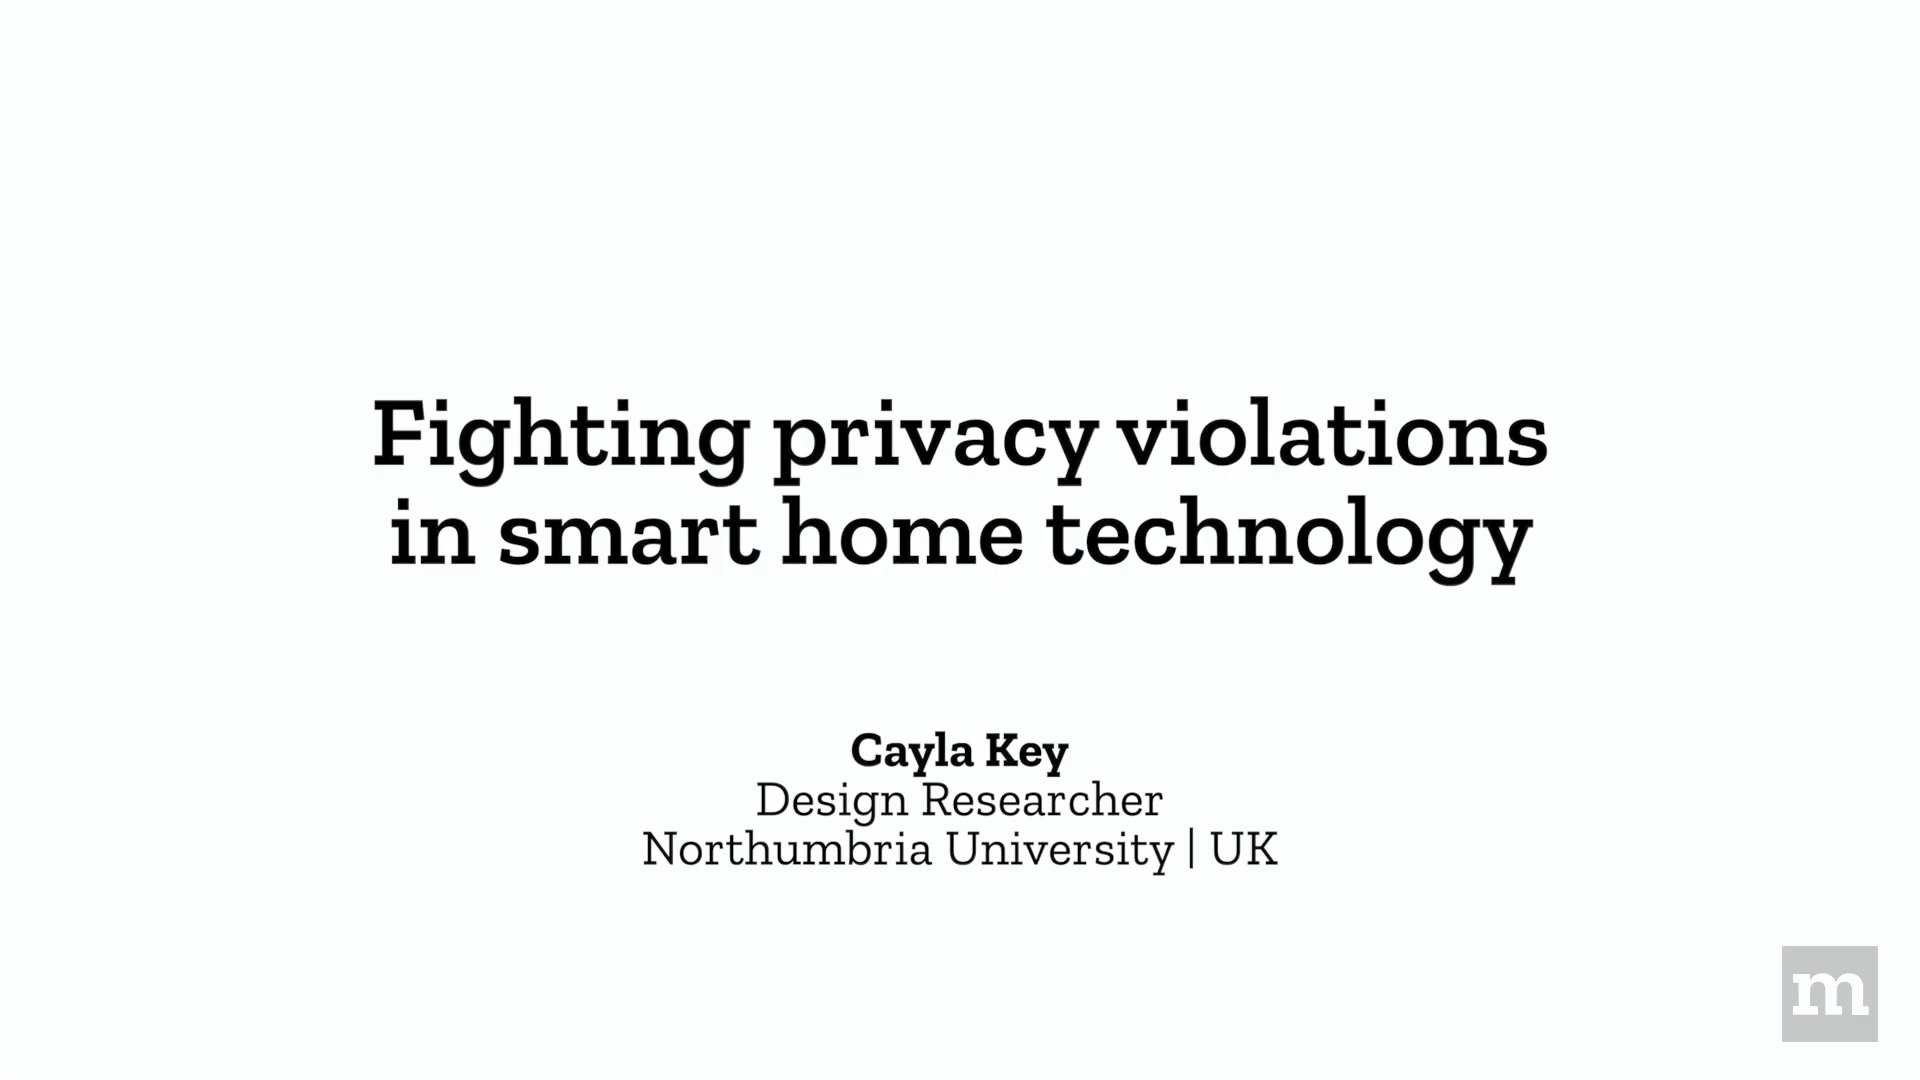 Fighting privacy violations
in smart home technology
Cayla Key
Design Researcher
Northumbria University | UK
m